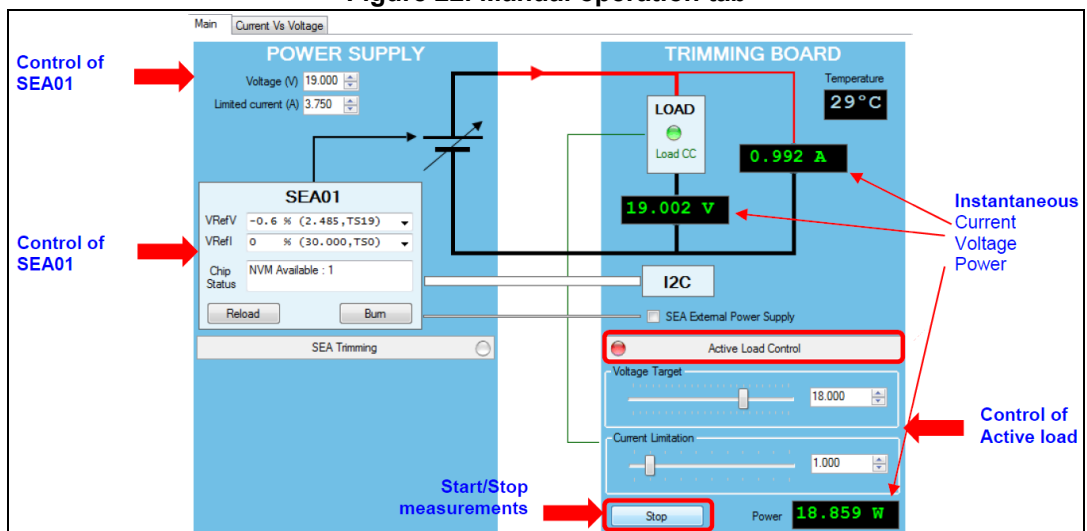 Figure 22. Manual operation tab
Main
Current Vs Voltage
Control of
SEA01
POWER SUPPLY
Voltage (V) 19.000
Limited current (A) 3.750
TRIMMING BOARD
Temperature
29°C
LOAD
Load CC
0.992 A
19.002 V
Instantaneous
Current
Voltage
Power
Control of
SEA01
SEA01
VRefV -0.6 % (2.485,TS19)
VRefI 0 % (30.000,TS0)
Chip
Status
NVM Available : 1
Reload
Burn
I2C
SEA External Power Supply
SEA Trimming
Active Load Control
Voltage Target
18.000
Current Limitation
1.000
Control of
Active load
Start/Stop
measurements
Stop
Power 18.859 W